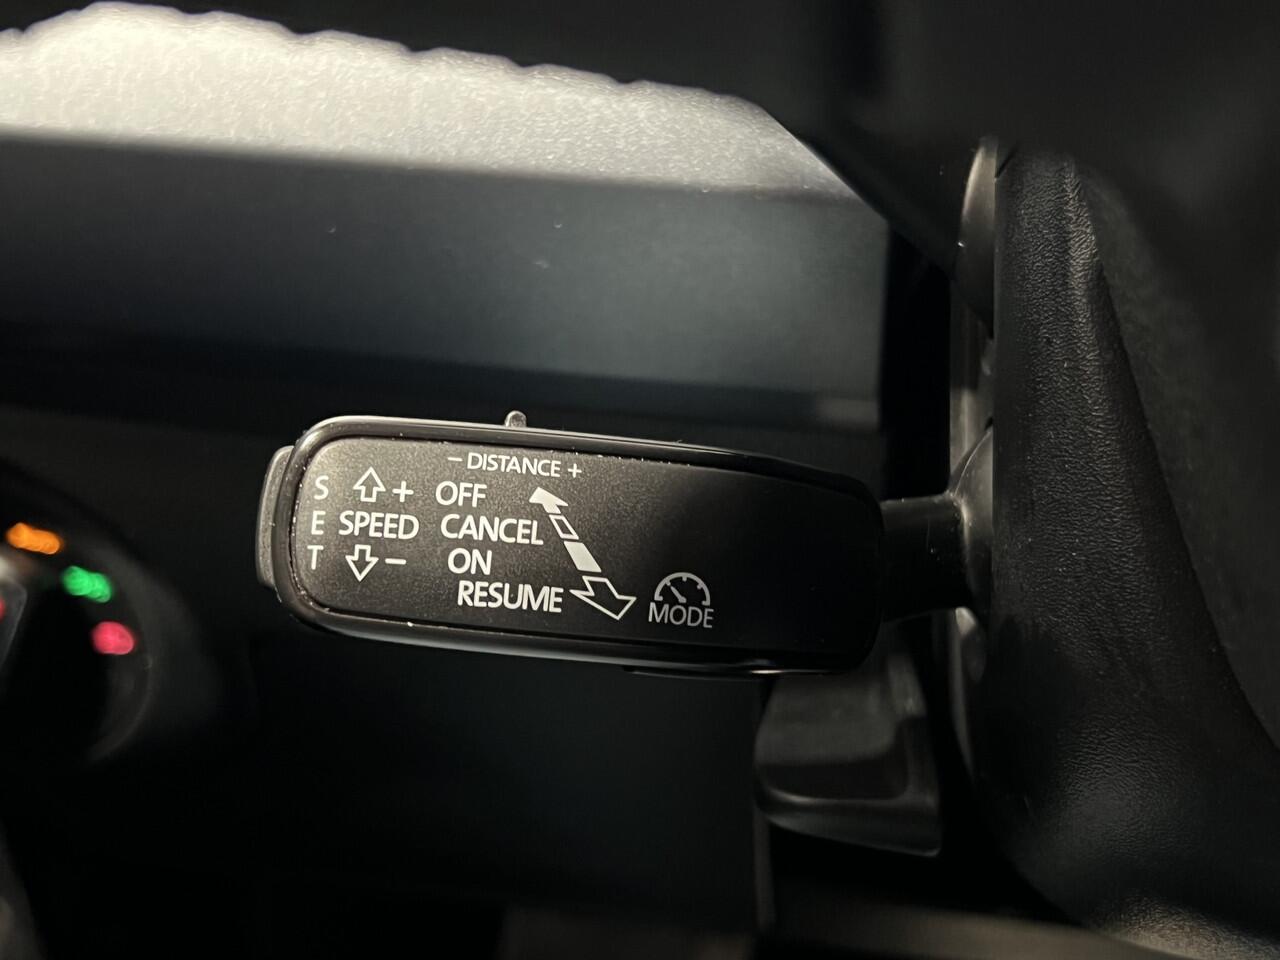 − DISTANCE +
S + OFF
E SPEED CANCEL
T − ON
RESUME
MODE